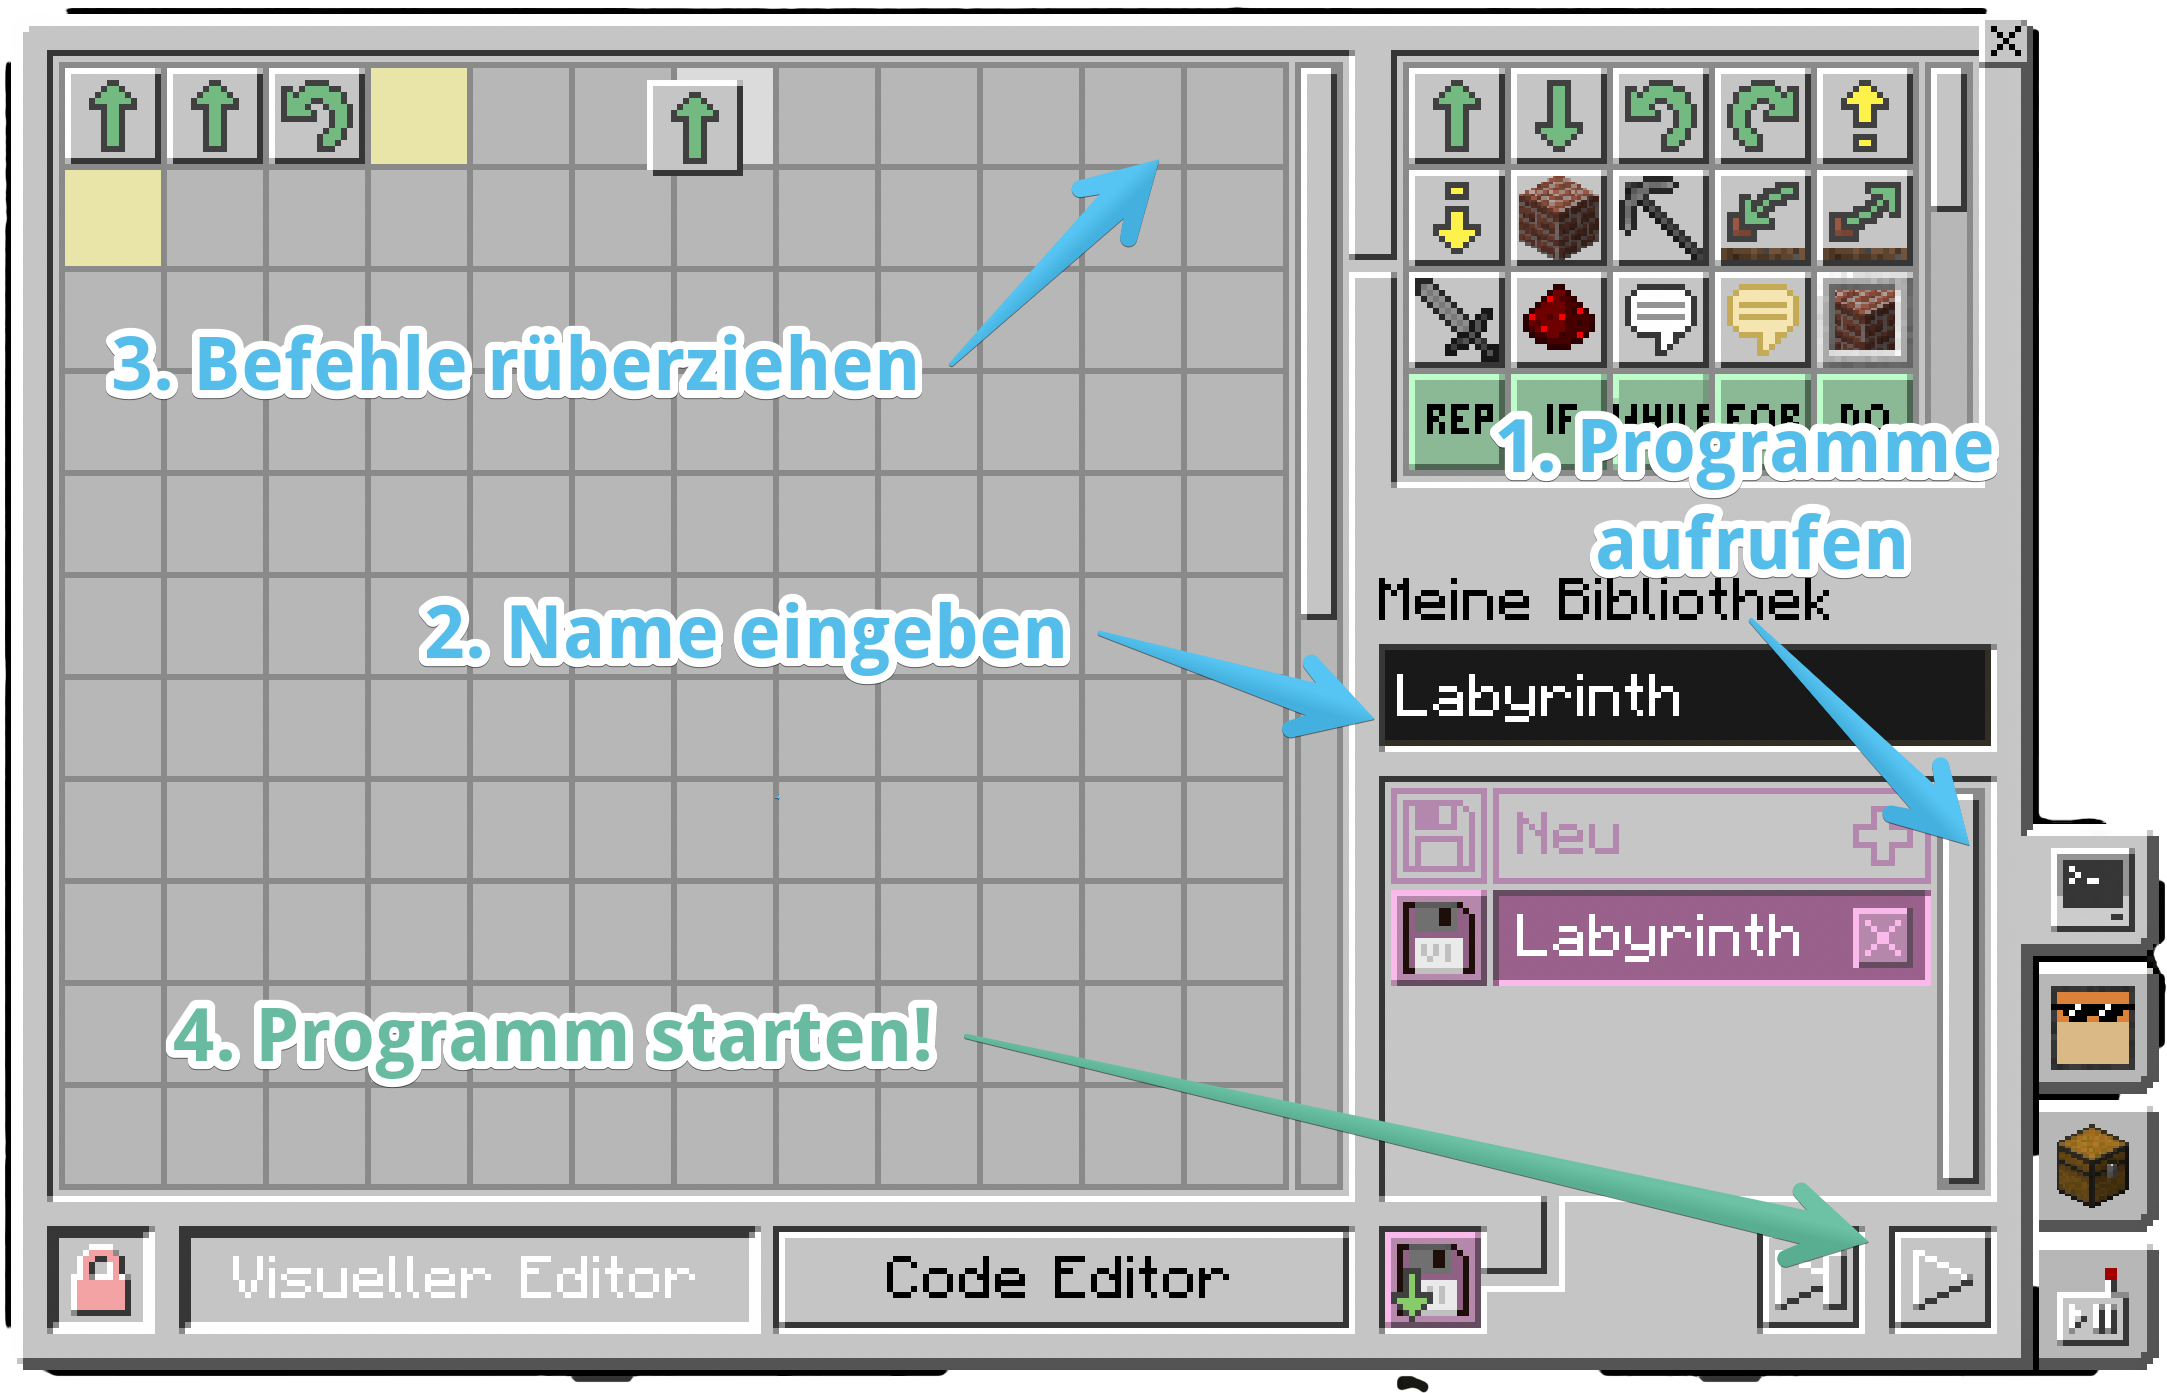 REP IF WHILE FOR DO
1. Programme
aufrufen
3. Befehle rüberziehen
Meine Bibliothek
2. Name eingeben
Labyrinth
Neu
Labyrinth
4. Programm starten!
Visueller Editor
Code Editor